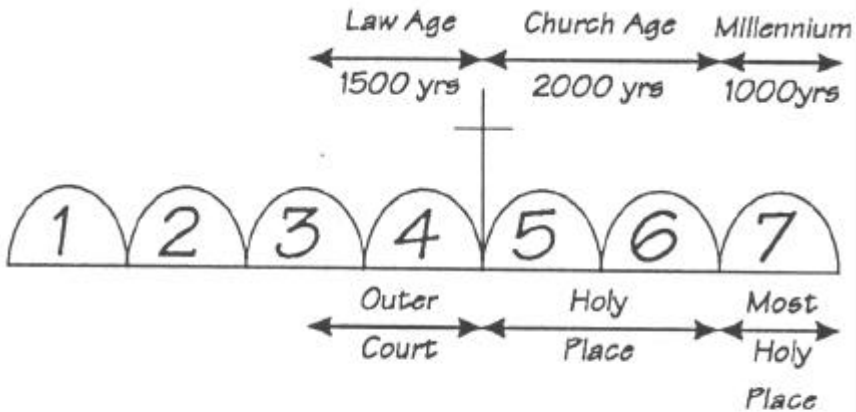 Law Age Church Age Millennium
1500 yrs 2000 yrs 1000yrs
1 2 3 4 5 6 7
Outer Holy Most
Court Place Holy
Place